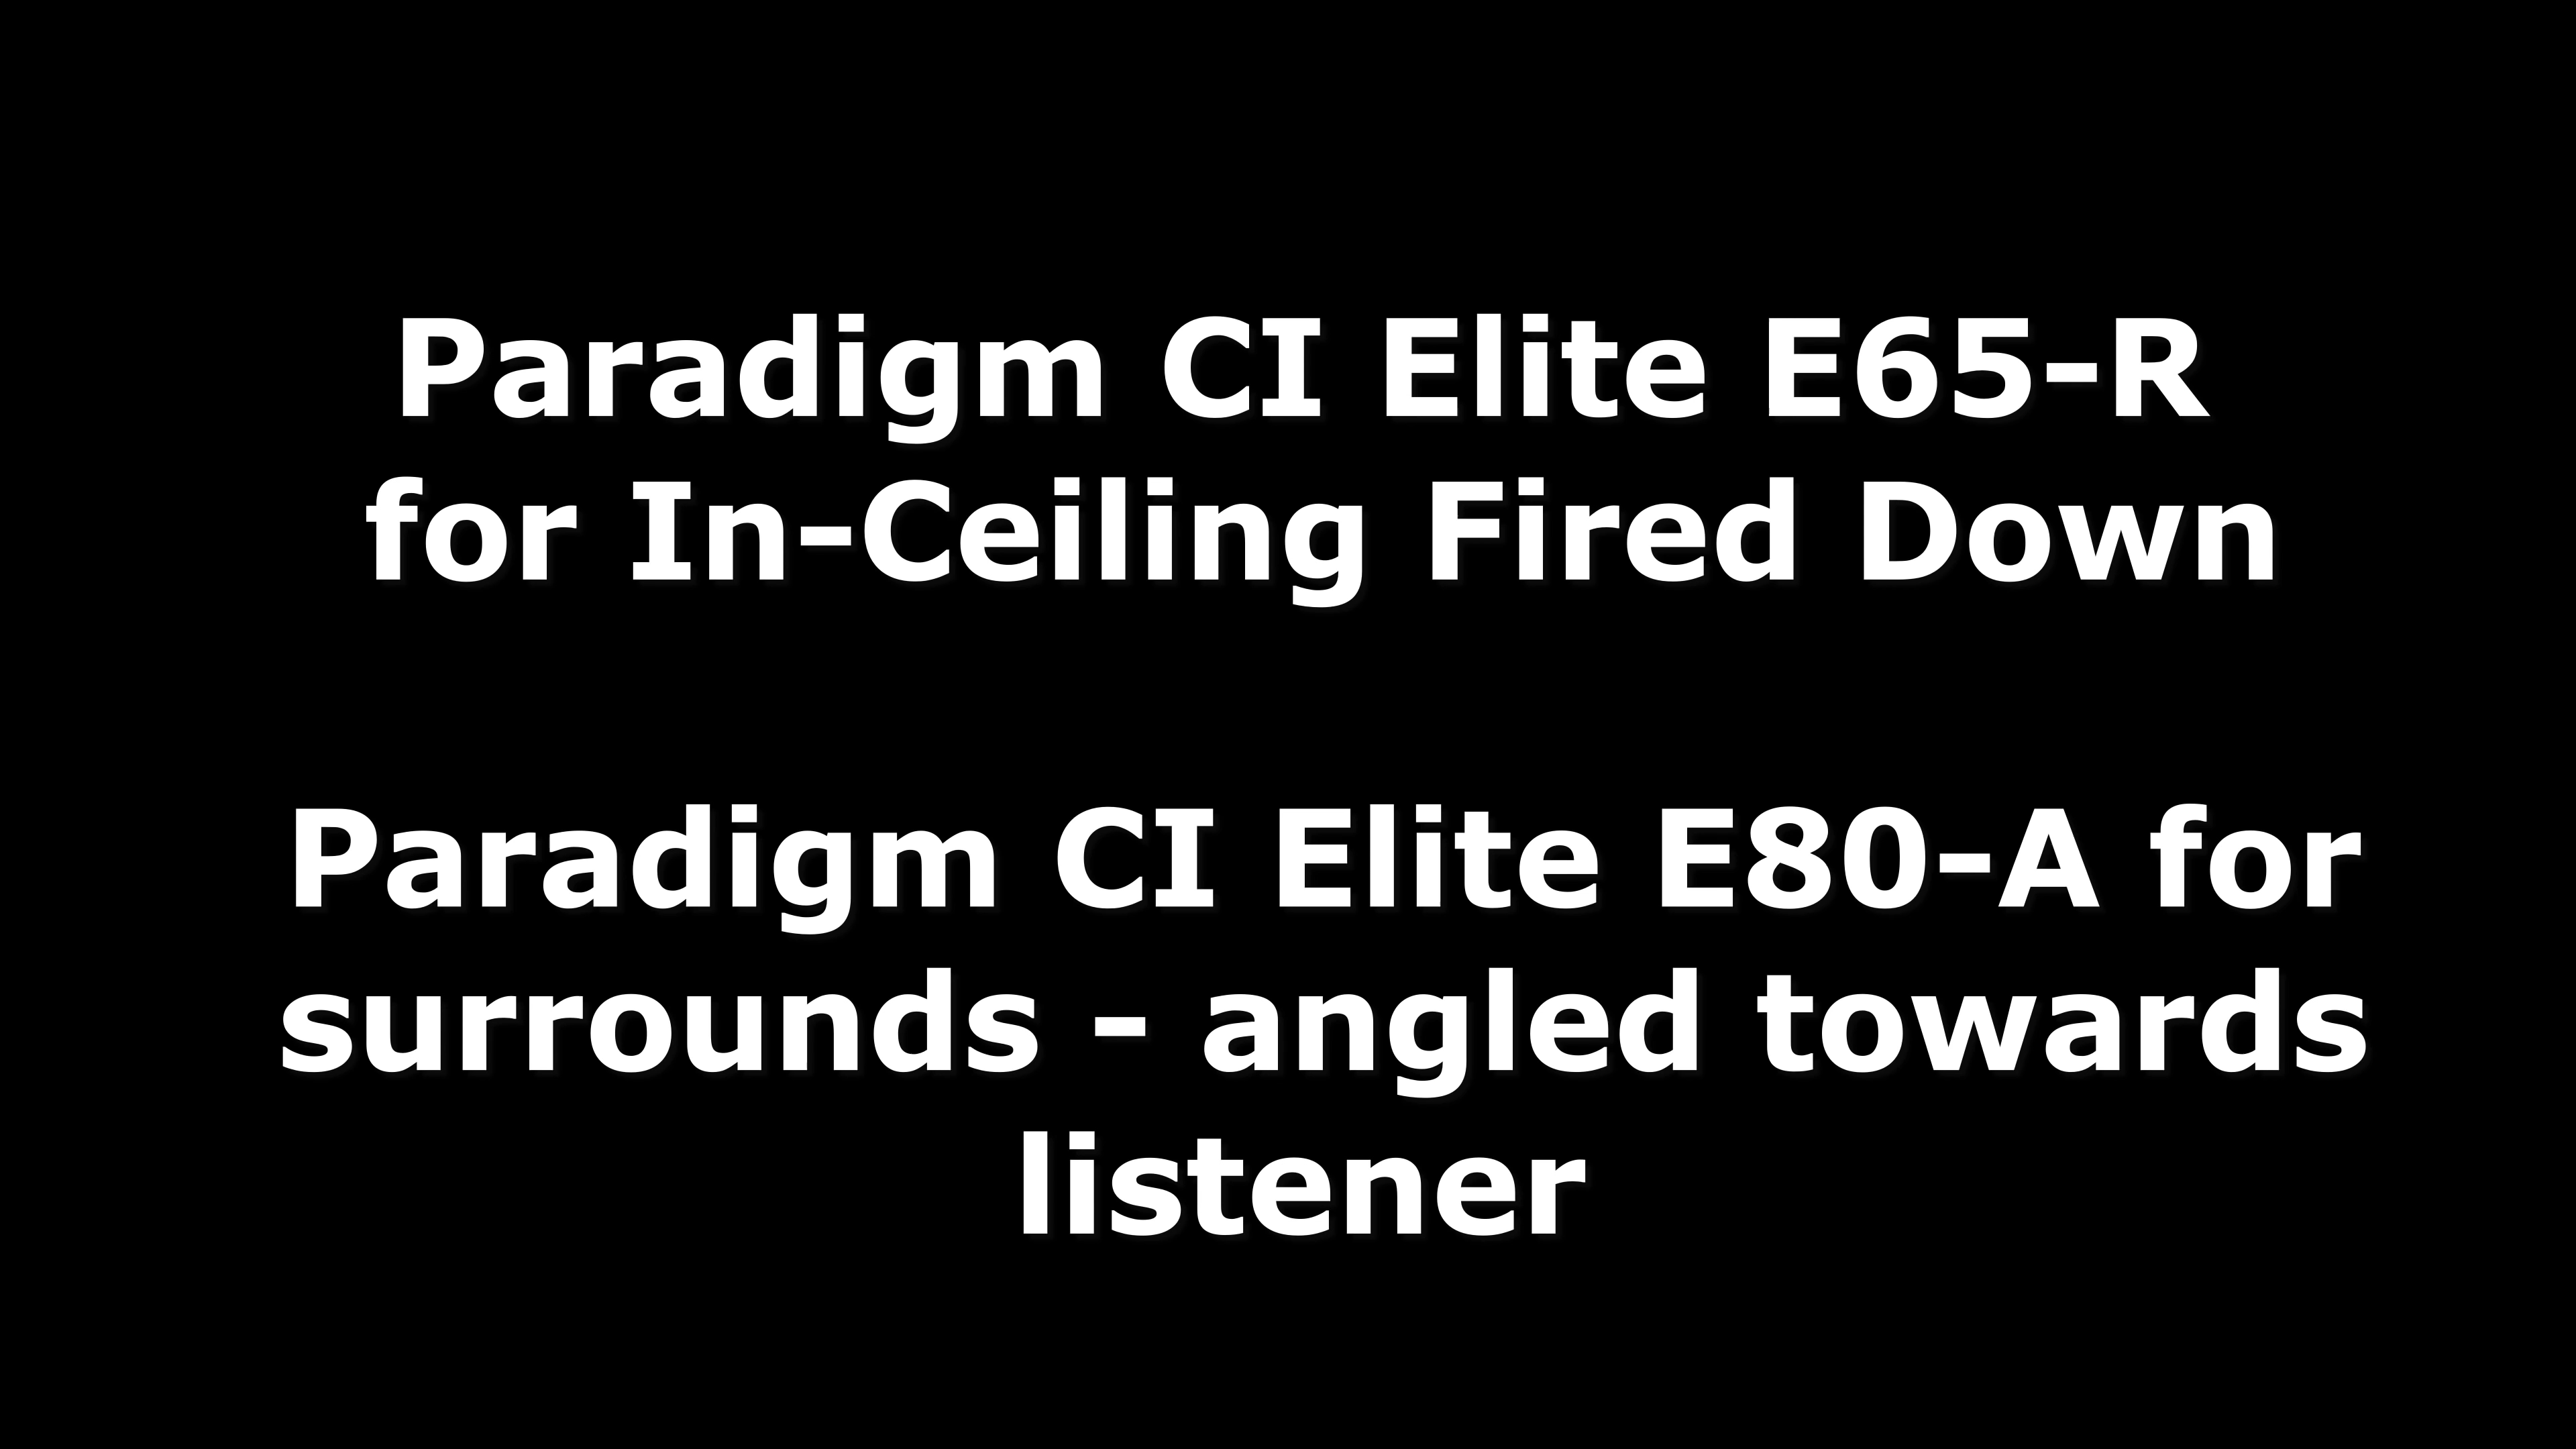 Paradigm CI Elite E65-R
for In-Ceiling Fired Down
Paradigm CI Elite E80-A for
surrounds - angled towards
listener